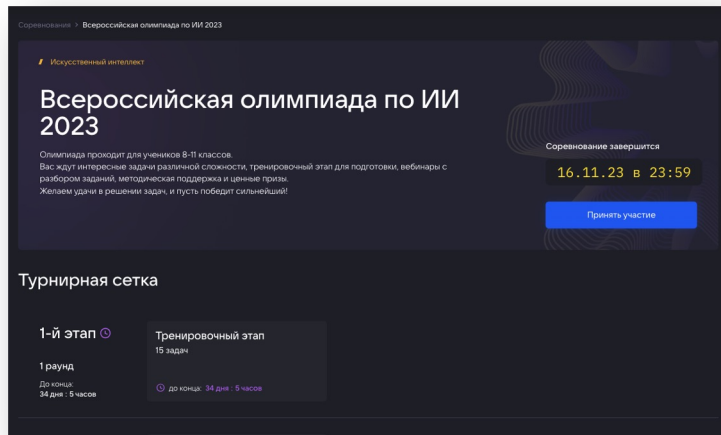 Соревнования > Всероссийская олимпиада по ИИ 2023
Искусственный интеллект
Всероссийская олимпиада по ИИ
2023
Олимпиада проходит для учеников 8-11 классов.
Вас ждут интересные задачи различной сложности, тренировочный этап для подготовки, вебинары с
разбором заданий, методическая поддержка и ценные призы.
Желаем удачи в решении задач, и пусть победит сильнейший!
Соревнование завершится
16.11.23 в 23:59
Принять участие
Турнирная сетка
1-й этап
1 раунд
До конца:
34 дня : 5 часов
Тренировочный этап
15 задач
до конца: 34 дня : 5 часов